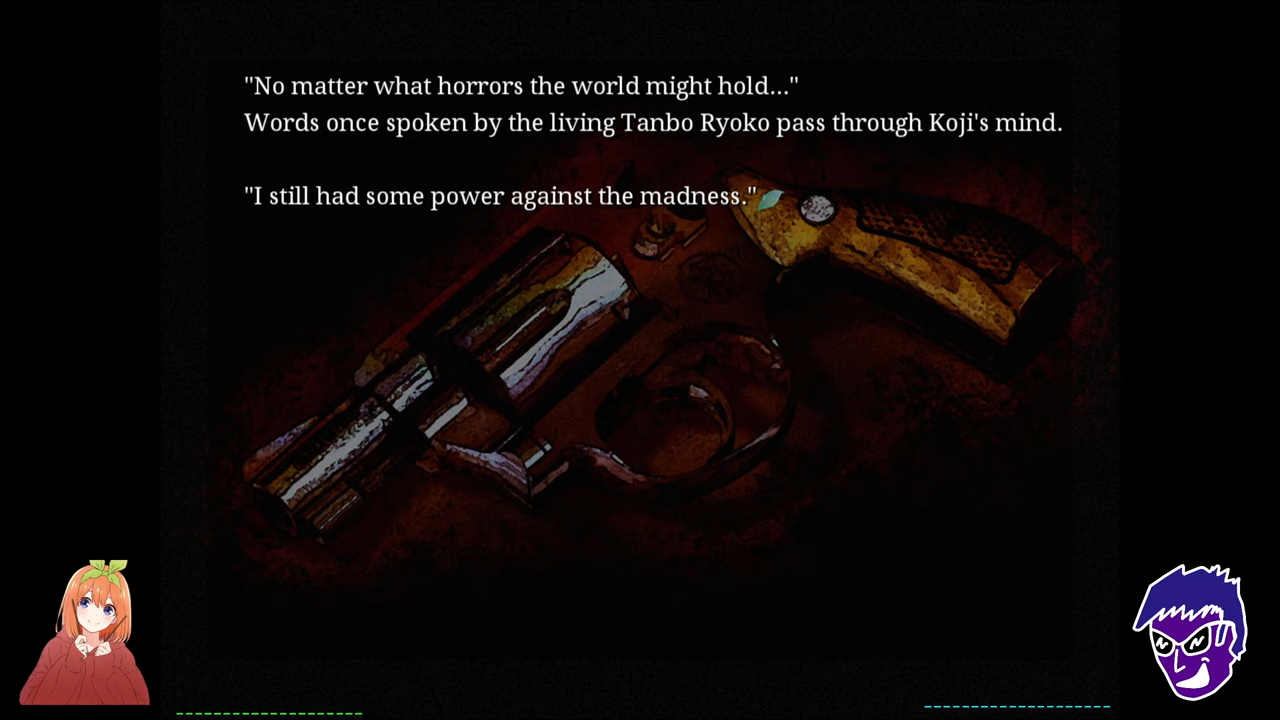 "No matter what horrors the world might hold..."
Words once spoken by the living Tanbo Ryoko pass through Koji's mind.
"I still had some power against the madness."